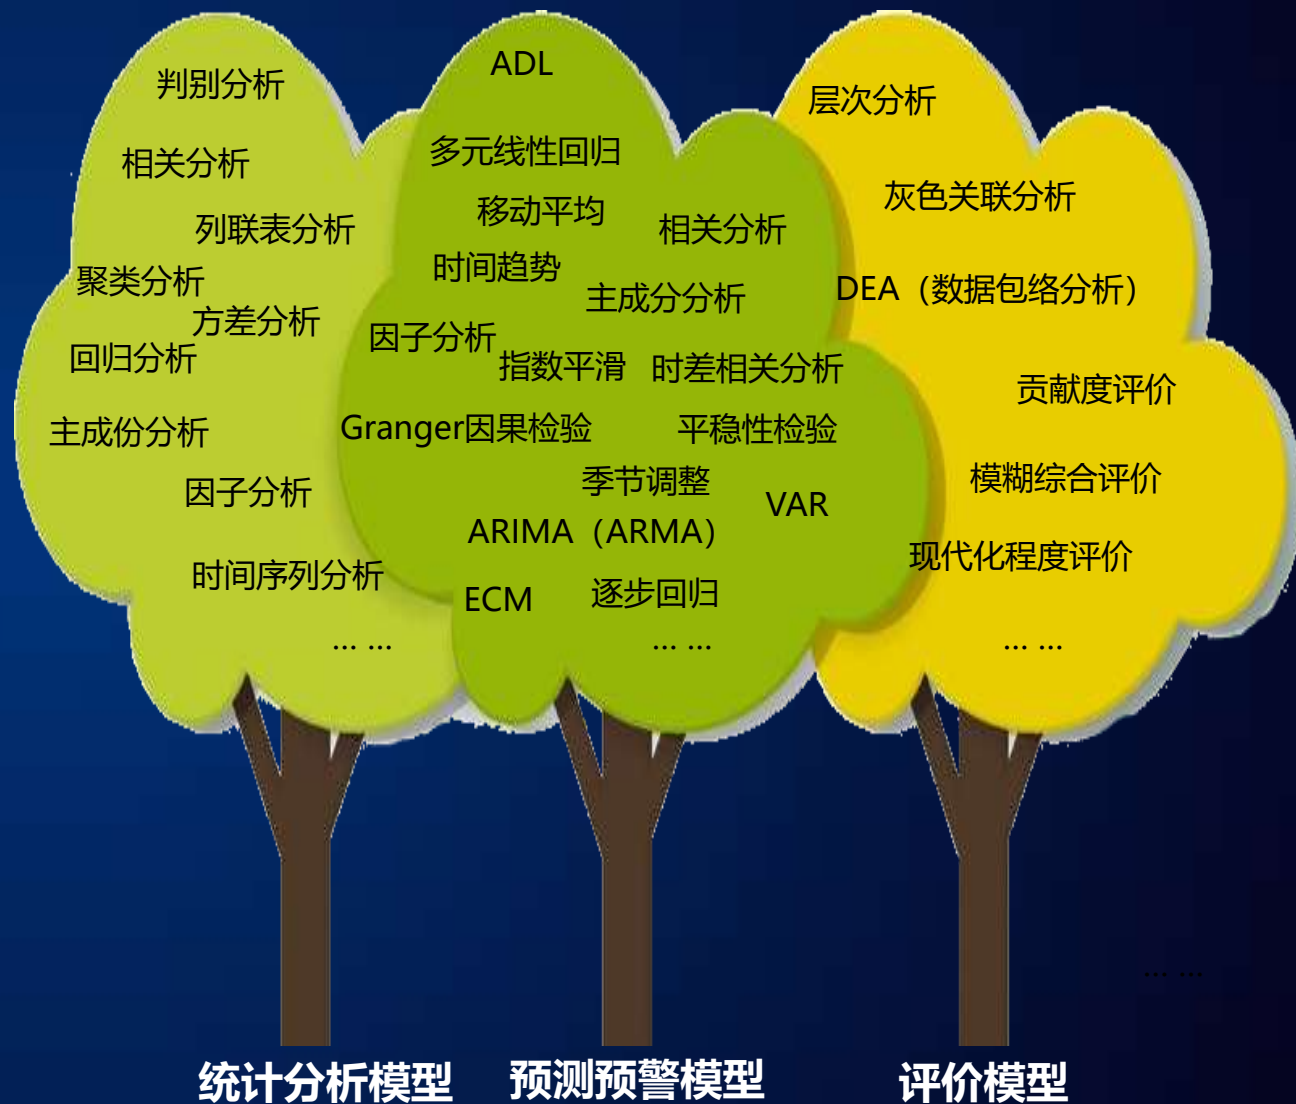 判别分析
相关分析
列联表分析
聚类分析
方差分析
回归分析
主成份分析
因子分析
时间序列分析
... ...
ADL
多元线性回归
移动平均
相关分析
时间趋势
主成分分析
因子分析
指数平滑
时差相关分析
Granger因果检验
平稳性检验
季节调整
VAR
ARIMA（ARMA）
ECM
逐步回归
... ...
层次分析
灰色关联分析
DEA（数据包络分析）
贡献度评价
模糊综合评价
现代化程度评价
... ...
... ...
统计分析模型
预测预警模型
评价模型